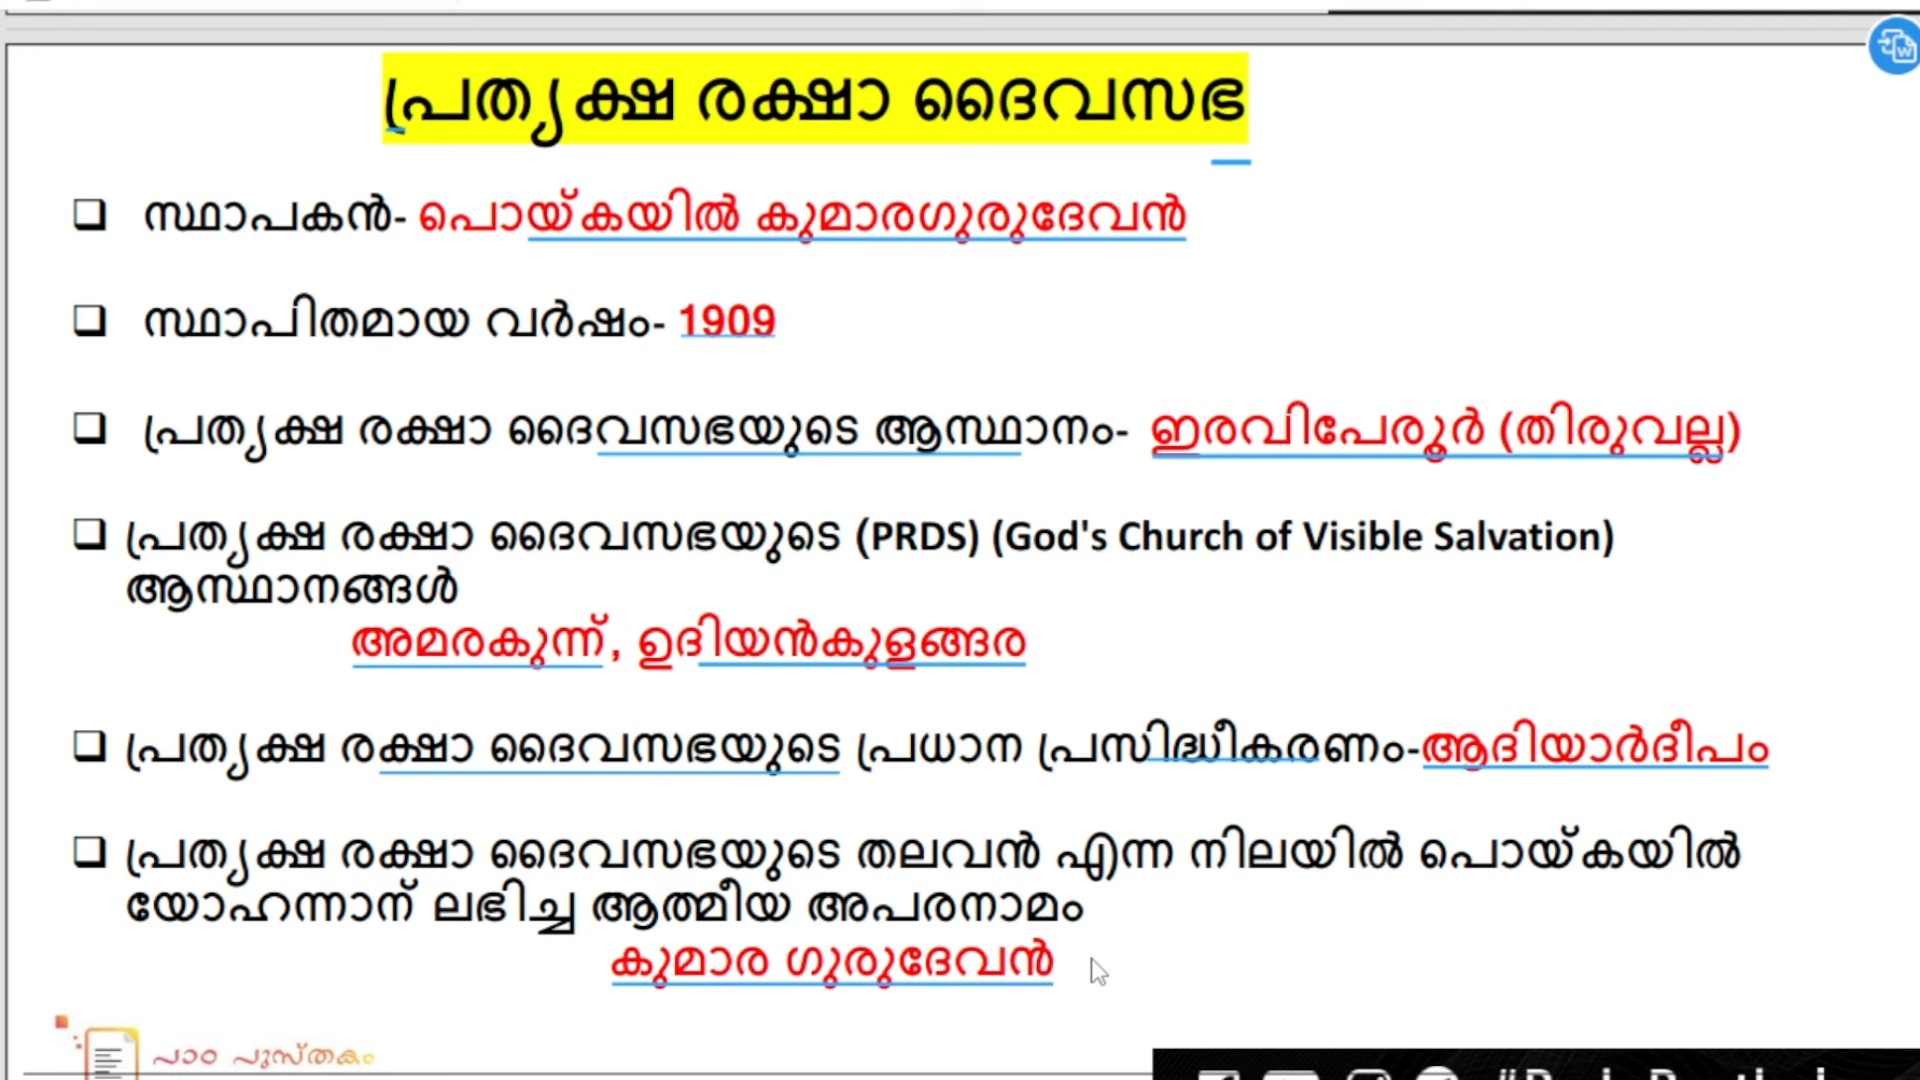 പ്രത്യക്ഷ രക്ഷാ ദൈവസഭ
സ്ഥാപകൻ- പൊയ്കയിൽ കുമാരഗുരുദേവൻ
സ്ഥാപിതമായ വർഷം- 1909
പ്രത്യക്ഷ രക്ഷാ ദൈവസഭയുടെ ആസ്ഥാനം- ഇരവിപേരൂർ (തിരുവല്ല)
പ്രത്യക്ഷ രക്ഷാ ദൈവസഭയുടെ (PRDS) (God's Church of Visible Salvation)
ആസ്ഥാനങ്ങൾ
അമരകുന്ന്, ഉദിയൻകുളങ്ങര
പ്രത്യക്ഷ രക്ഷാ ദൈവസഭയുടെ പ്രധാന പ്രസിദ്ധീകരണം-ആദിയാർദീപം
പ്രത്യക്ഷ രക്ഷാ ദൈവസഭയുടെ തലവൻ എന്ന നിലയിൽ പൊയ്കയിൽ
യോഹന്നാന് ലഭിച്ച ആത്മീയ അപരനാമം
കുമാര ഗുരുദേവൻ
പാഠ പുസ്തകം